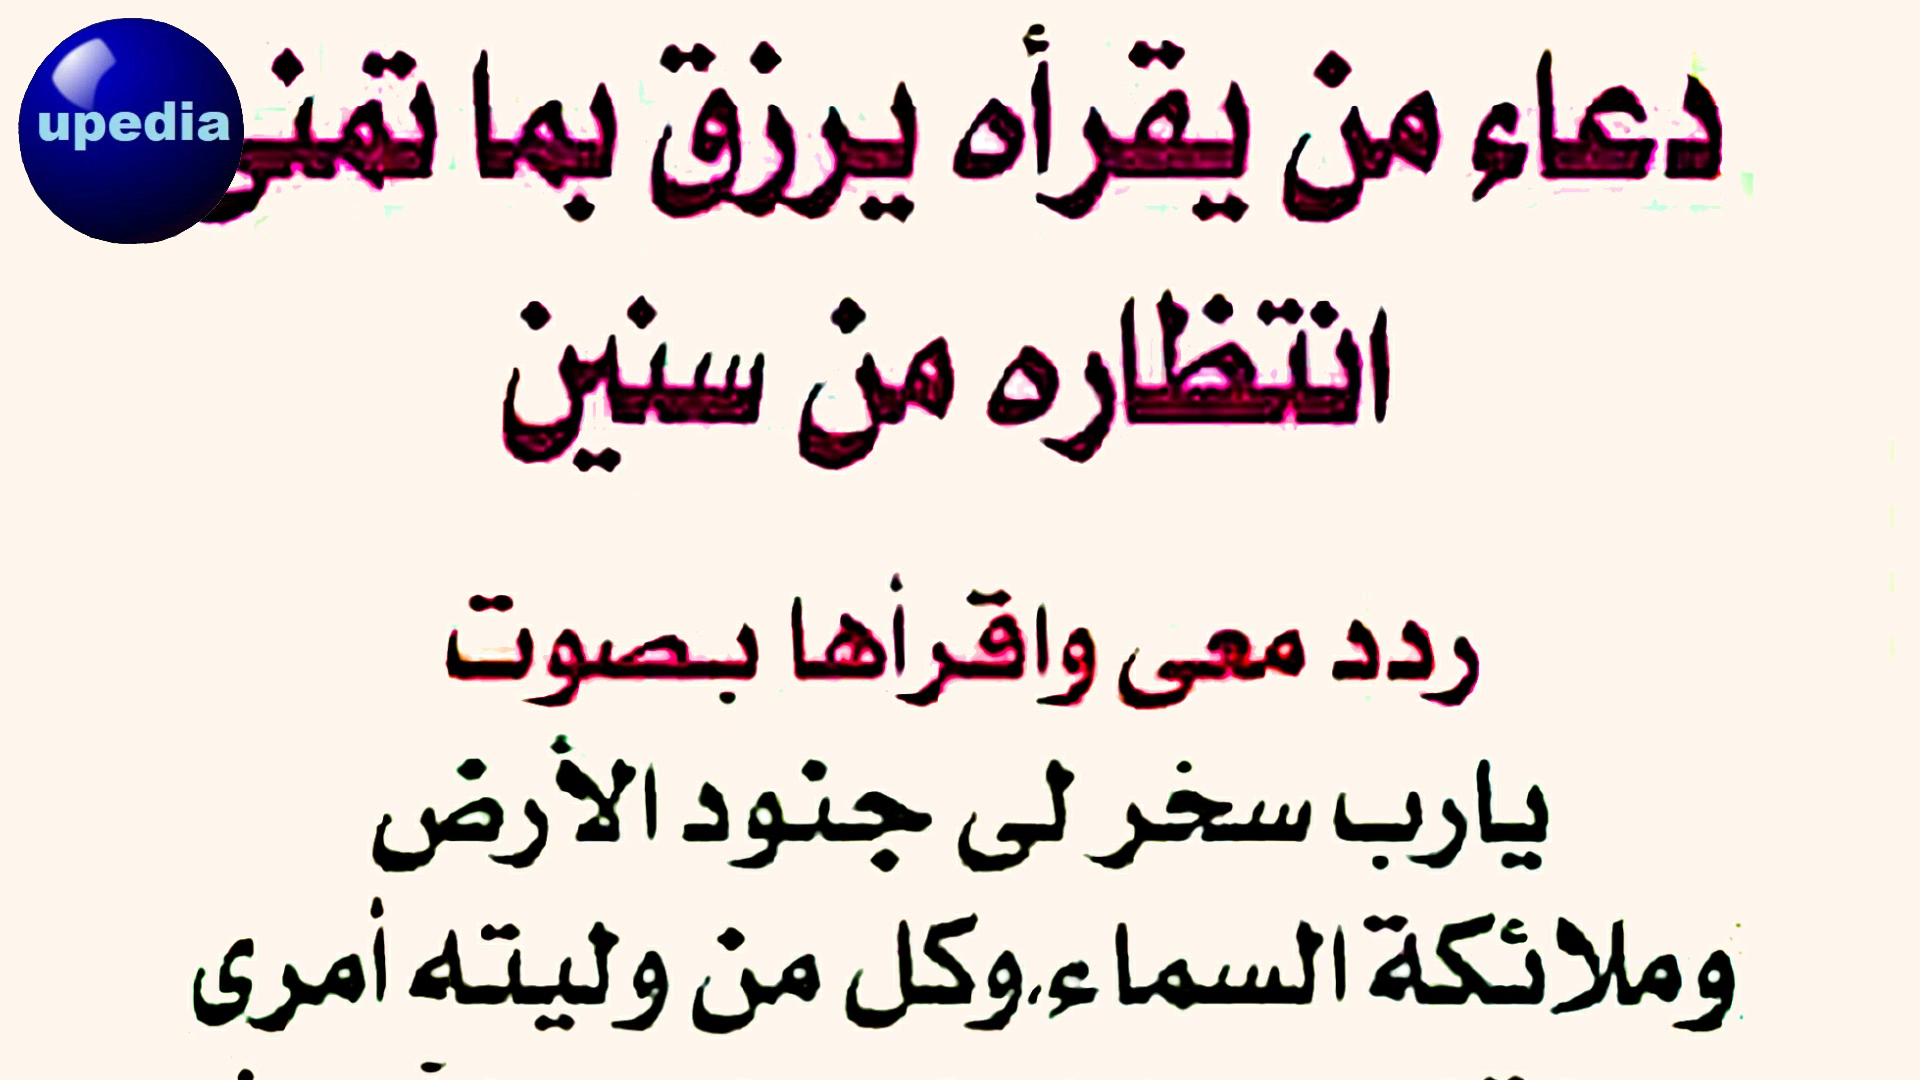 upedia
دعاء من يقرأه يرزق بما تمنى
انتظاره من سنين
ردد معى واقرأها بصوت
يارب سخر لى جنود الأرض
وملائكة السماء،وكل من وليته أمرى